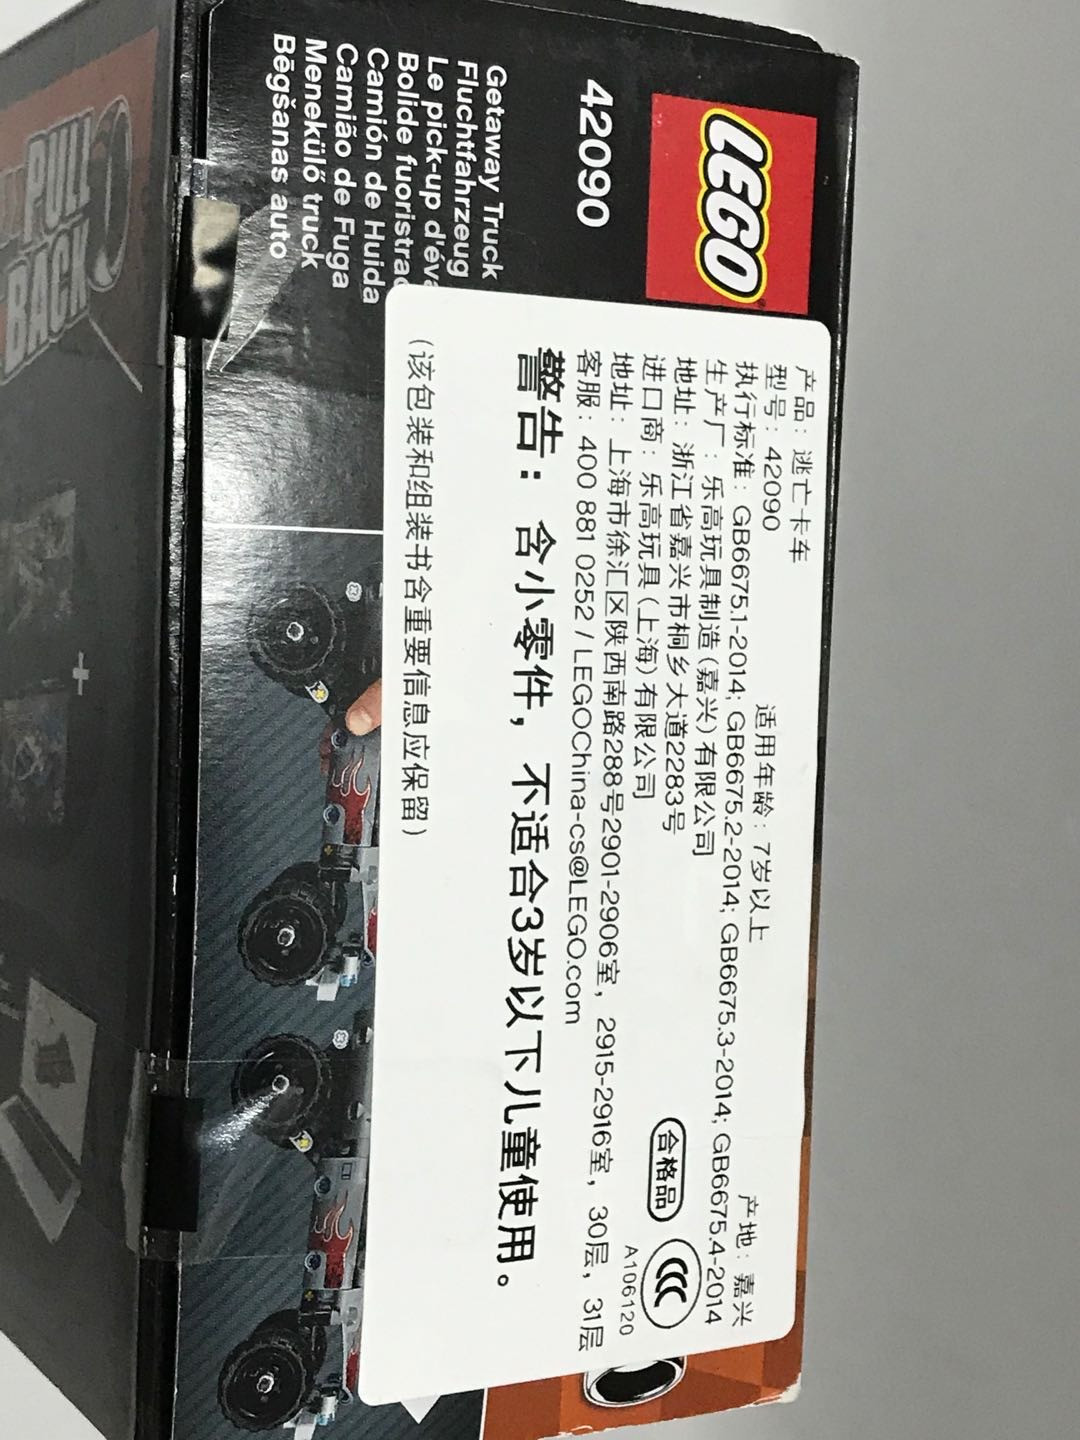 LEGO
42090
Getaway Truck
Fluchtfahrzeug
Le pick-up d'éva
Bolide fuoristra
Camión de Huida
Camião de Fuga
Menekülő truck
Bēgšanas auto
产品：逃亡卡车
型号：42090 适用年龄：7岁以上 产地：嘉兴
执行标准：GB6675.1-2014; GB6675.2-2014; GB6675.3-2014; GB6675.4-2014
生产厂：乐高玩具制造(嘉兴)有限公司
地址：浙江省嘉兴市桐乡大道2283号
进口商：乐高玩具(上海)有限公司
地址：上海市徐汇区陕西南路288号2901-2906室，2915-2916室，30层，31层
客服：400 881 0252 / LEGOChina-cs@LEGO.com
合格品
CCC
A106120
警告：含小零件，不适合3岁以下儿童使用。
（该包装和组装书含重要信息应保留）
PULL
BACK
+